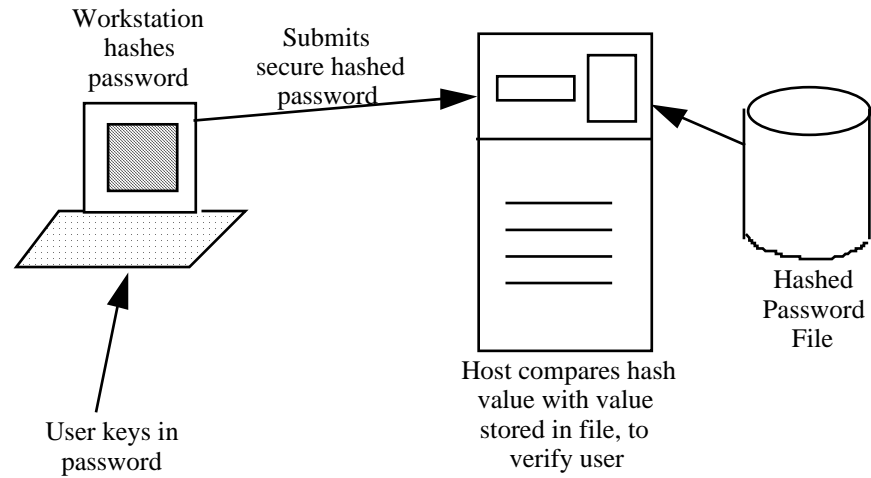 Workstation
hashes
password
Submits
secure hashed
password
Hashed
Password
File
Host compares hash
value with value
stored in file, to
verify user
User keys in
password